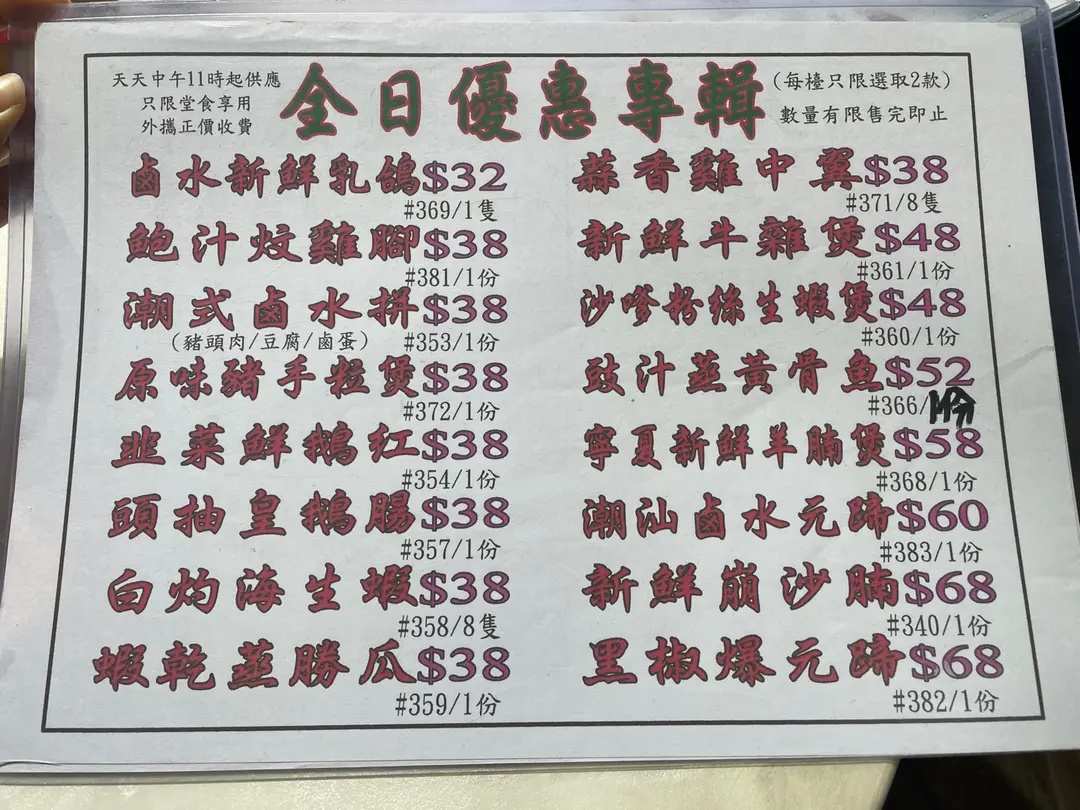 天天中午11時起供應
只限堂食享用
外攜正價收費
全日優惠專輯
(每檯只限選取2款)
數量有限售完即止
鹵水新鮮乳鴿$32
#369/1隻
鮑汁炆雞腳$38
#381/1份
潮式鹵水拼$38
(豬頭肉/豆腐/鹵蛋) #353/1份
原味豬手粒煲$38
#372/1份
韭菜鮮鵝红$38
#354/1份
頭抽皇鵝腸$38
#357/1份
白灼海生蝦$38
#358/8隻
蝦乾蒸勝瓜$38
#359/1份
蒜香雞中翼$38
#371/8隻
新鮮牛雜煲$48
#361/1份
沙嗲粉絲生蝦煲$48
#360/1份
豉汁蒸黃骨魚$52
#366/1份
寧夏新鮮羊腩煲$58
#368/1份
潮汕鹵水元蹄$60
#383/1份
新鮮崩沙腩$68
#340/1份
黑椒爆元蹄$68
#382/1份